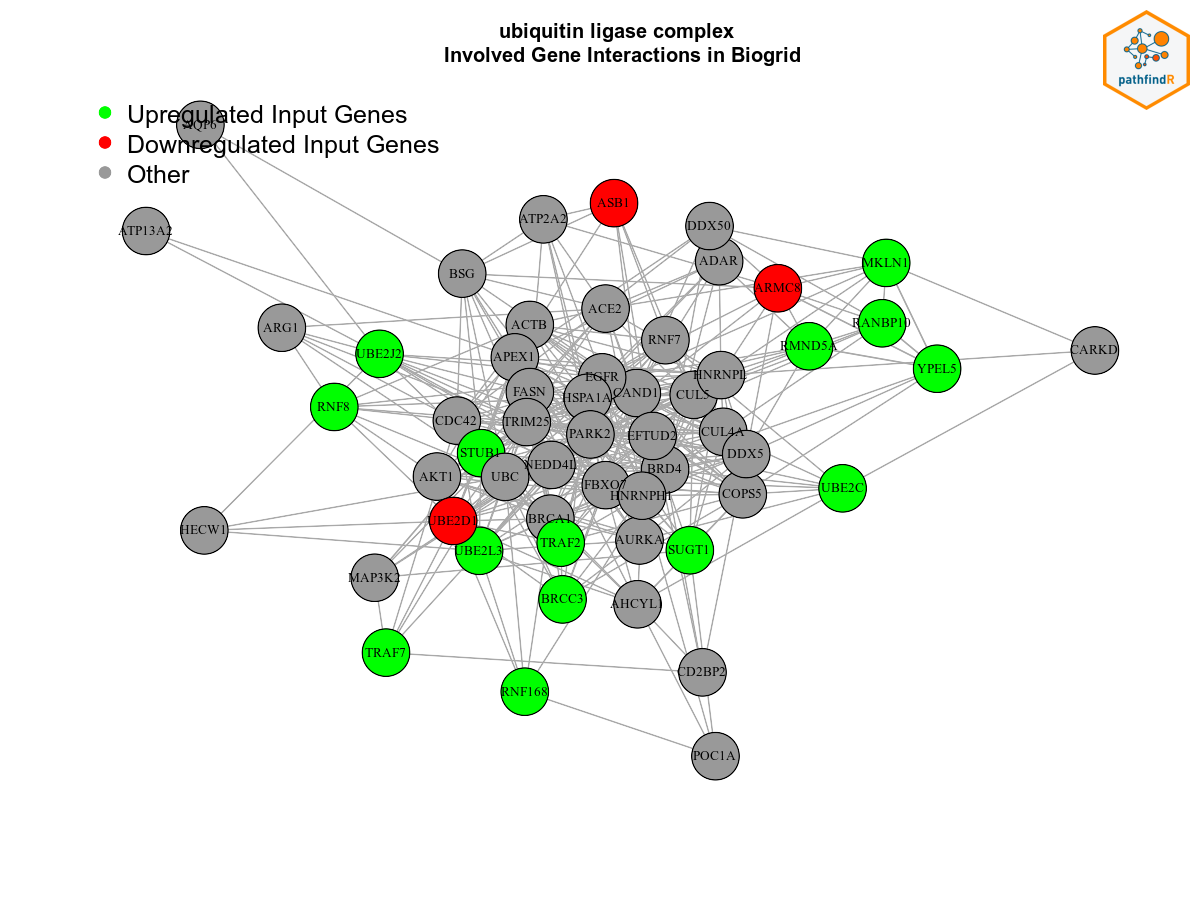 ubiquitin ligase complex
Involved Gene Interactions in Biogrid
pathfindR
Upregulated Input Genes
AQP6
Downregulated Input Genes
Other
ASB1
ATP2A2
DDX50
ATP13A2
ADAR
MKLN1
BSG
ARMC8
ACE2
ACTB
RANBP10
ARG1
RNF7
RMND5A
CARKD
UBE2J2
APEX1
YPEL5
EGFR
HNRNPL
FASN
CAND1
CUL5
HSPA1A
RNF8
CDC42
TRIM25
PARK2
EFTUD2
CUL4A
STUB1
DDX5
NEDD4L
BRD4
AKT1
UBC
FBXO7
UBE2C
HNRNPH1
COPS5
BRCA1
UBE2D1
HECW1
TRAF2
AURKA
UBE2L3
SUGT1
MAP3K2
BRCC3
AHCYL1
TRAF7
CD2BP2
RNF168
POC1A